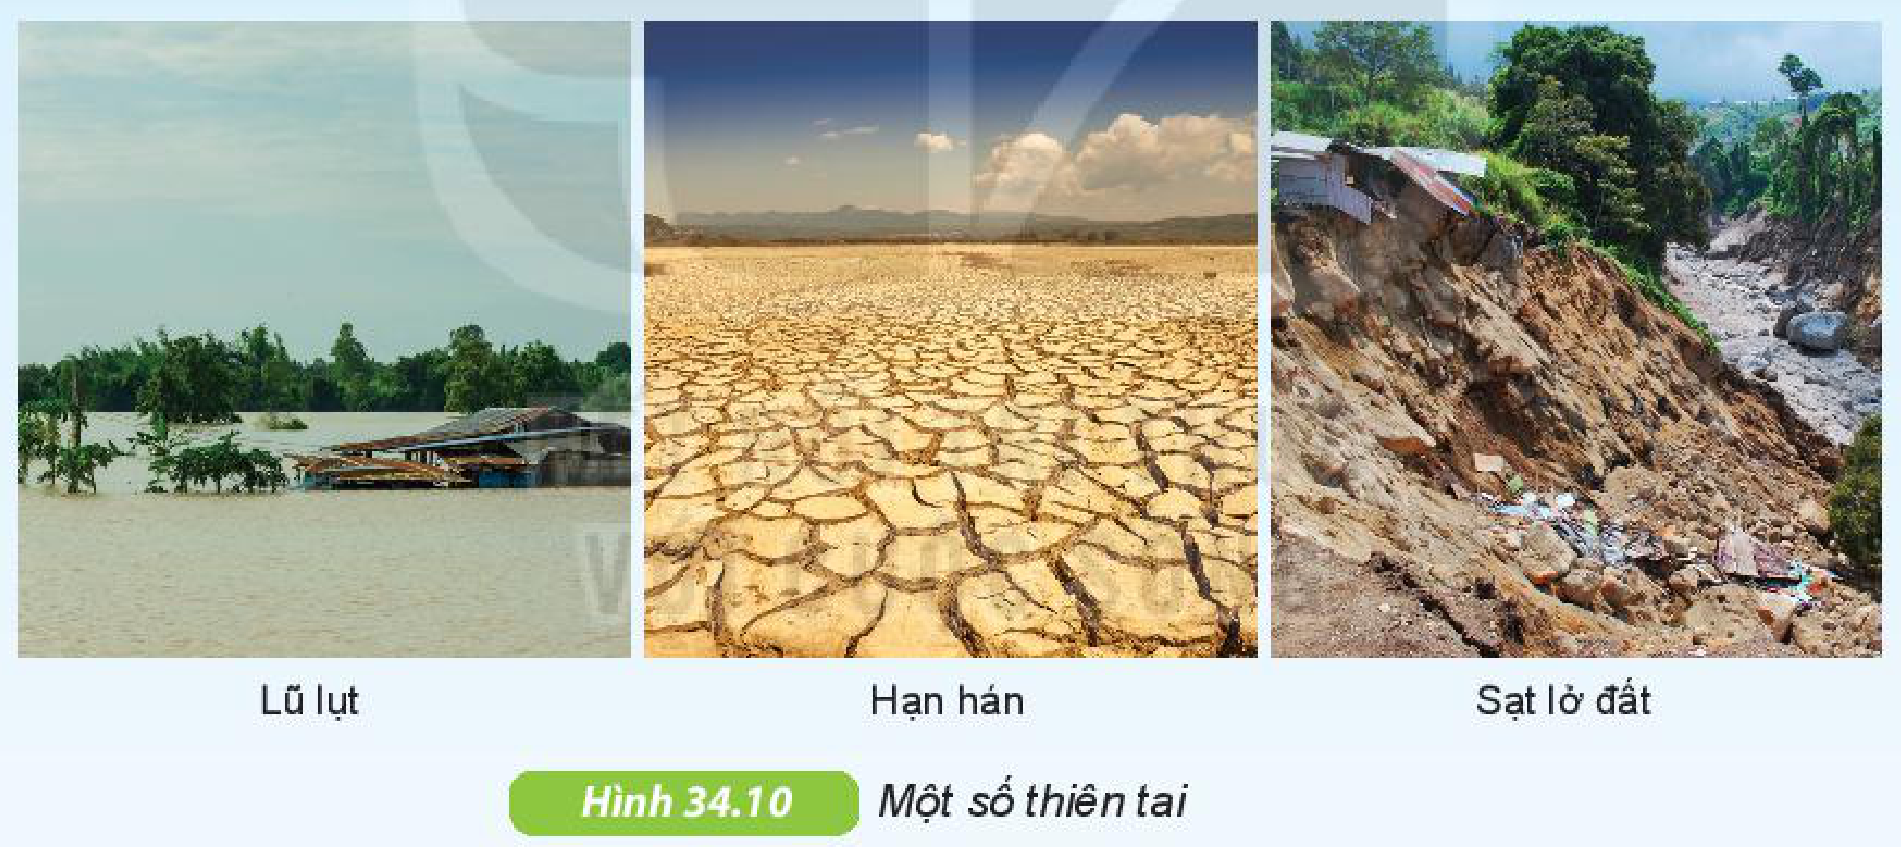 Lũ lụt
Hạn hán
Sạt lở đất
Hình 34.10 Một số thiên tai